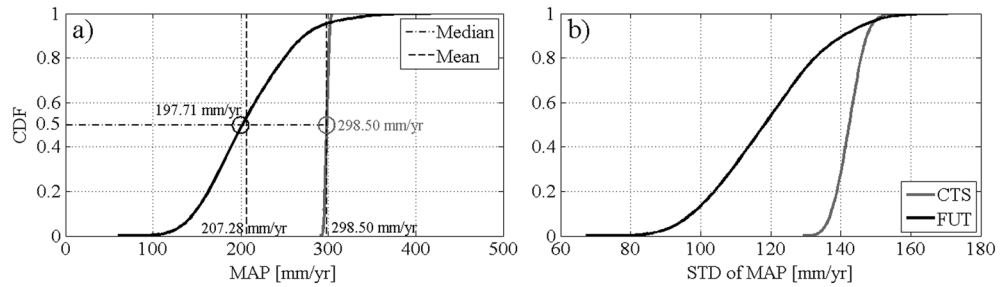 a)
Median
Mean
197.71 mm/yr
298.50 mm/yr
207.28 mm/yr
298.50 mm/yr
CDF
1
0.8
0.6
0.5
0.4
0.2
0
0 100 200 300 400 500
MAP [mm/yr]
b)
CTS
FUT
1
0.8
0.6
0.4
0.2
0
60 80 100 120 140 160 180
STD of MAP [mm/yr]